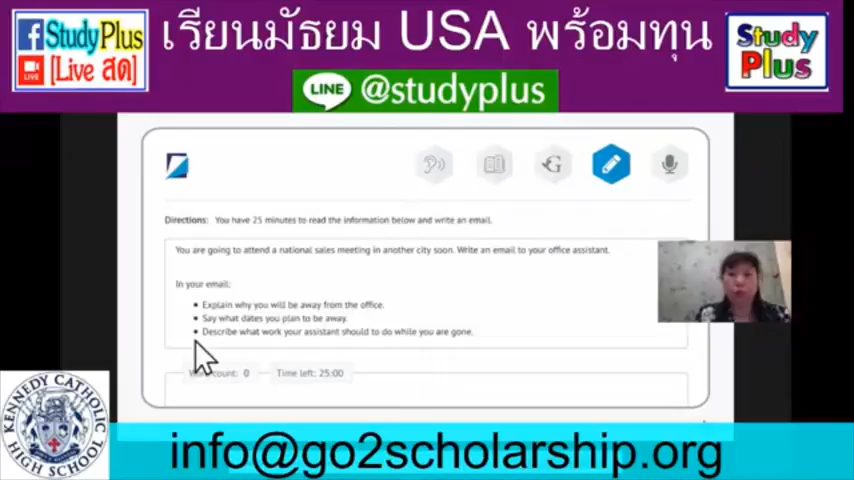 StudyPlus
LIVE
[Live สด]
เรียนมัธยม USA พร้อมทุน
Study
Plus
LINE
@studyplus
G
Directions: You have 25 minutes to read the information below and write an email.
You are going to attend a national sales meeting in another city soon. Write an email to your office assistant.
In your email:
• Explain why you will be away from the office.
• Say what dates you plan to be away.
• Describe what work your assistant should to do while you are gone.
count: 0
Time left: 25:00
KENNEDY CATHOLIC
HIGH SCHOOL
info@go2scholarship.org